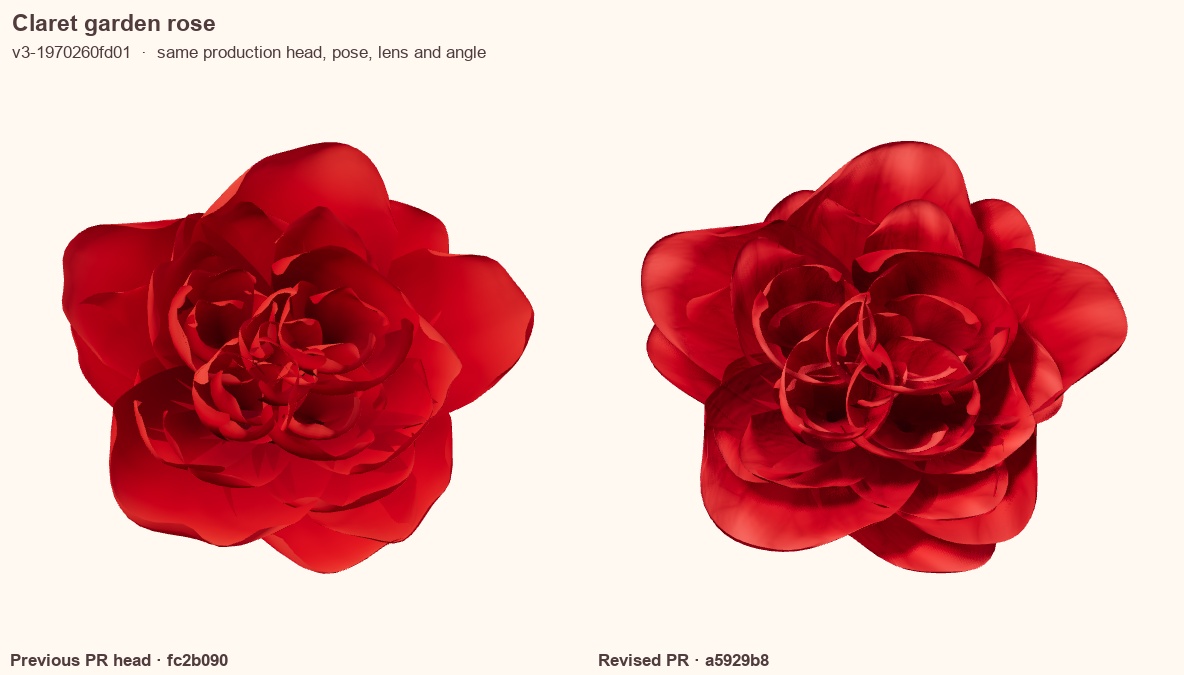 Claret garden rose
v3-1970260fd01 · same production head, pose, lens and angle
Previous PR head · fc2b090
Revised PR · a5929b8